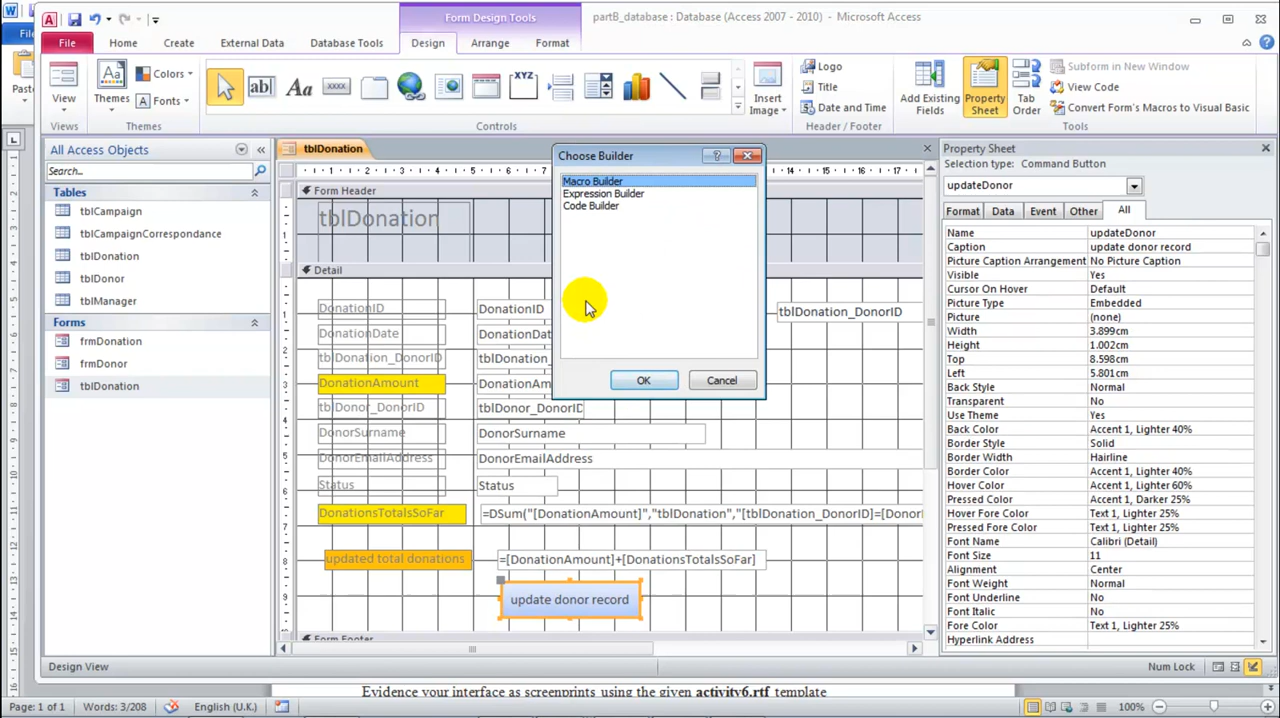 Form Design Tools
partB_database : Database (Access 2007 - 2010) - Microsoft Access
File
Home
Create
External Data
Database Tools
Design
Arrange
Format
Paste
View
Themes
Colors
Fonts
Views
Themes
ab|
Aa
xxxx
XYZ
Controls
Insert Image
Logo
Title
Date and Time
Header / Footer
Add Existing Fields
Property Sheet
Tab Order
Subform in New Window
View Code
Convert Form's Macros to Visual Basic
Tools
All Access Objects
Search...
Tables
tblCampaign
tblCampaignCorrespondance
tblDonation
tblDonor
tblManager
Forms
frmDonation
frmDonor
tblDonation
tblDonation
Form Header
tblDonation
Detail
DonationID
DonationID
tblDonation_DonorID
DonationDate
DonationDat
tblDonation_DonorID
tblDonation_
DonationAmount
DonationAm
tblDonor_DonorID
tblDonor_DonorID
DonorSurname
DonorSurname
DonorEmailAddress
DonorEmailAddress
Status
Status
DonationsTotalsSoFar
=DSum("[DonationAmount]","tblDonation","[tblDonation_DonorID]=[Donor
updated total donations
=[DonationAmount]+[DonationsTotalsSoFar]
update donor record
Form Footer
Choose Builder
Macro Builder
Expression Builder
Code Builder
OK
Cancel
Property Sheet
Selection type: Command Button
updateDonor
Format
Data
Event
Other
All
Name updateDonor
Caption update donor record
Picture Caption Arrangement No Picture Caption
Visible Yes
Cursor On Hover Default
Picture Type Embedded
Picture (none)
Width 3.899cm
Height 1.002cm
Top 8.598cm
Left 5.801cm
Back Style Normal
Transparent No
Use Theme Yes
Back Color Accent 1, Lighter 40%
Border Style Solid
Border Width Hairline
Border Color Accent 1, Lighter 40%
Hover Color Accent 1, Lighter 60%
Pressed Color Accent 1, Darker 25%
Hover Fore Color Text 1, Lighter 25%
Pressed Fore Color Text 1, Lighter 25%
Font Name Calibri (Detail)
Font Size 11
Alignment Center
Font Weight Normal
Font Underline No
Font Italic No
Fore Color Text 1, Lighter 25%
Hyperlink Address
Design View
Num Lock
Evidence your interface as screenprints using the given activity6.rtf template
Page: 1 of 1
Words: 3/208
English (U.K.)
100%